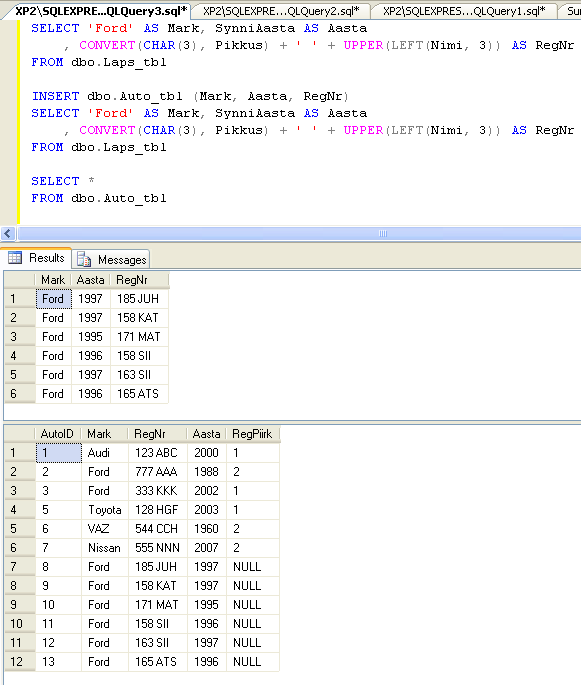 XP2\SQLEXPRE...QLQuery3.sql* XP2\SQLEXPRE...QLQuery2.sql* XP2\SQLEXPRES...QLQuery1.sql* Su
SELECT 'Ford' AS Mark, SynniAasta AS Aasta
, CONVERT(CHAR(3), Pikkus) + ' ' + UPPER(LEFT(Nimi, 3)) AS RegNr
FROM dbo.Laps_tbl
INSERT dbo.Auto_tbl (Mark, Aasta, RegNr)
SELECT 'Ford' AS Mark, SynniAasta AS Aasta
, CONVERT(CHAR(3), Pikkus) + ' ' + UPPER(LEFT(Nimi, 3)) AS RegNr
FROM dbo.Laps_tbl
SELECT *
FROM dbo.Auto_tbl
Results Messages
Mark Aasta RegNr
1 Ford 1997 185 JUH
2 Ford 1997 158 KAT
3 Ford 1995 171 MAT
4 Ford 1996 158 SII
5 Ford 1997 163 SII
6 Ford 1996 165 ATS
AutoID Mark RegNr Aasta RegPiirk
1 1 Audi 123 ABC 2000 1
2 2 Ford 777 AAA 1988 2
3 3 Ford 333 KKK 2002 1
4 5 Toyota 128 HGF 2003 1
5 6 VAZ 544 CCH 1960 2
6 7 Nissan 555 NNN 2007 2
7 8 Ford 185 JUH 1997 NULL
8 9 Ford 158 KAT 1997 NULL
9 10 Ford 171 MAT 1995 NULL
10 11 Ford 158 SII 1996 NULL
11 12 Ford 163 SII 1997 NULL
12 13 Ford 165 ATS 1996 NULL